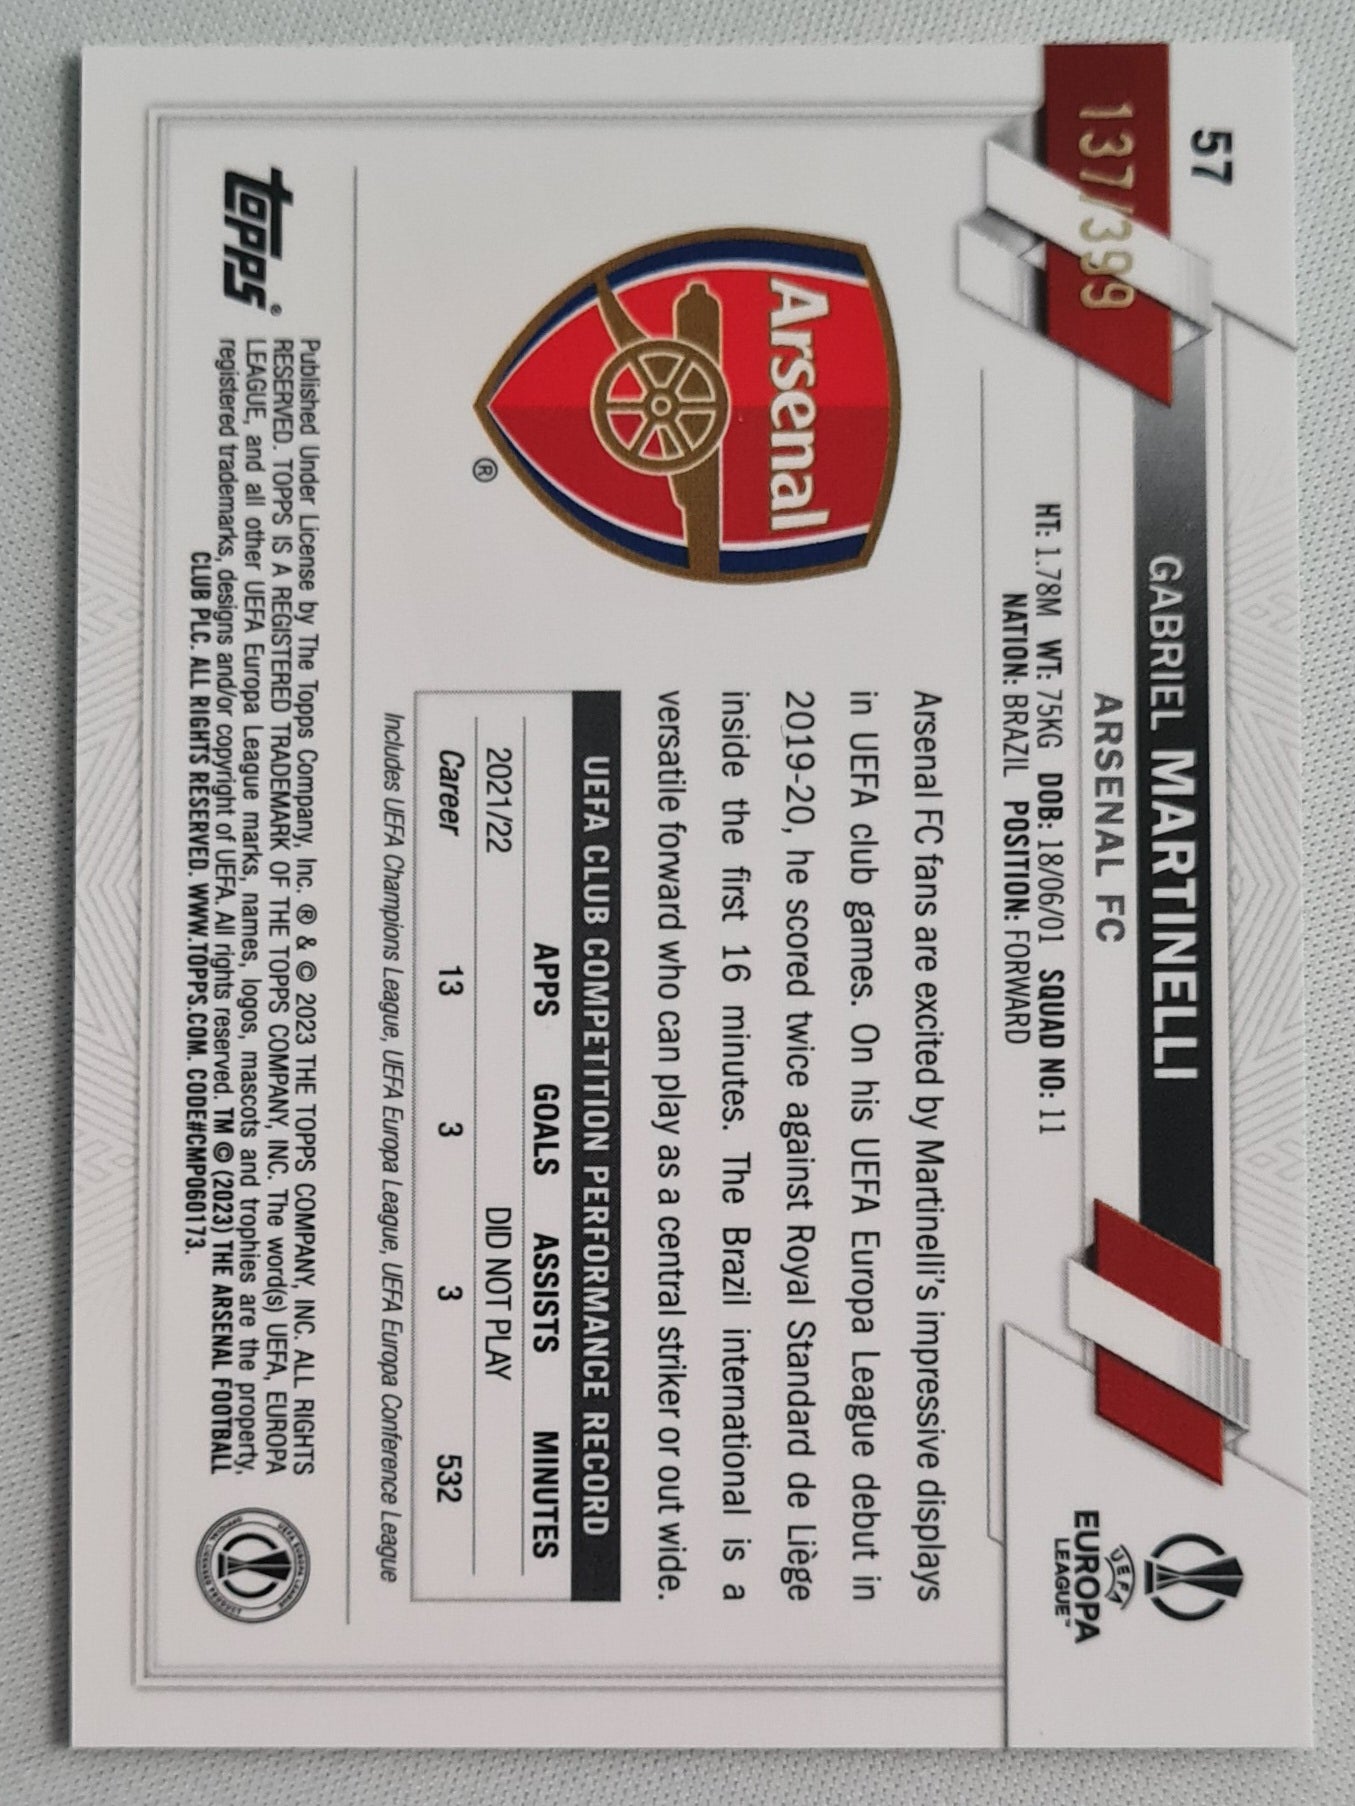 57
137/399
GABRIEL MARTINELLI
ARSENAL FC
HT: 1.78M WT: 75KG DOB: 18/06/01 SQUAD NO: 11
NATION: BRAZIL POSITION: FORWARD
UEFA
EUROPA
LEAGUE™
Arsenal
®
Arsenal FC fans are excited by Martinelli's impressive displays
in UEFA club games. On his UEFA Europa League debut in
2019-20, he scored twice against Royal Standard de Liège
inside the first 16 minutes. The Brazil international is a
versatile forward who can play as a central striker or out wide.
UEFA CLUB COMPETITION PERFORMANCE RECORD
APPS GOALS ASSISTS MINUTES
2021/22 DID NOT PLAY
Career 13 3 3 532
Includes UEFA Champions League, UEFA Europa League, UEFA Europa Conference League
topps®
Published Under License by The Topps Company, Inc. ® & © 2023 THE TOPPS COMPANY, INC. ALL RIGHTS
RESERVED. TOPPS IS A REGISTERED TRADEMARK OF THE TOPPS COMPANY, INC. The word(s) UEFA, EUROPA
LEAGUE, and all other UEFA Europa League marks, names, logos, mascots and trophies are the property,
registered trademarks, designs and/or copyright of UEFA. All rights reserved. TM © (2023) THE ARSENAL FOOTBALL
CLUB PLC. ALL RIGHTS RESERVED. WWW.TOPPS.COM. CODE#CMP060173.